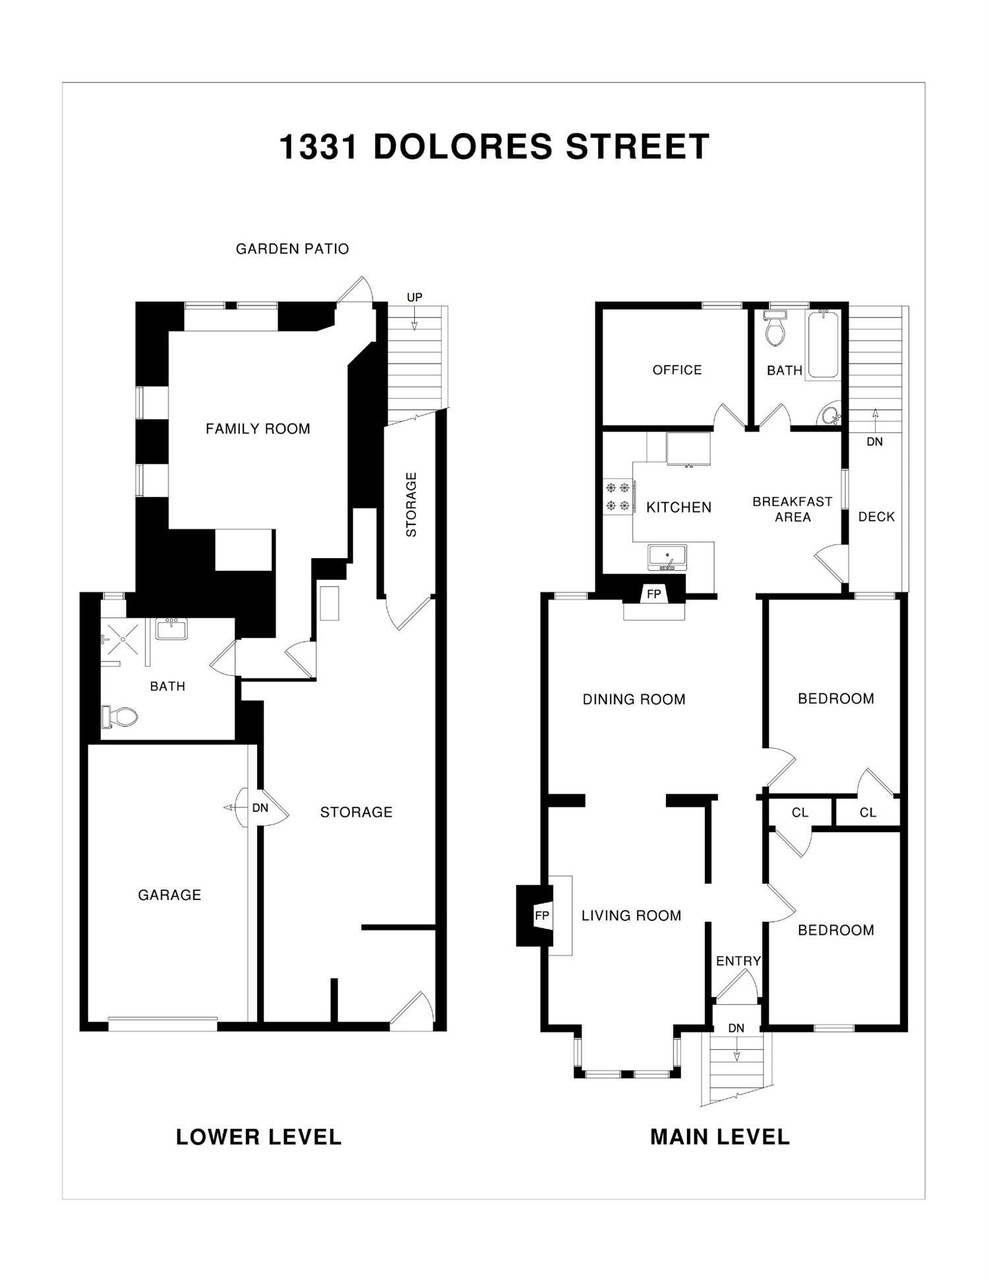 1331 DOLORES STREET
GARDEN PATIO
UP
FAMILY ROOM
STORAGE
BATH
DN
STORAGE
GARAGE
LOWER LEVEL
OFFICE
BATH
DN
KITCHEN
BREAKFAST
AREA
DECK
FP
DINING ROOM
BEDROOM
CL
CL
FP
LIVING ROOM
BEDROOM
ENTRY
DN
MAIN LEVEL